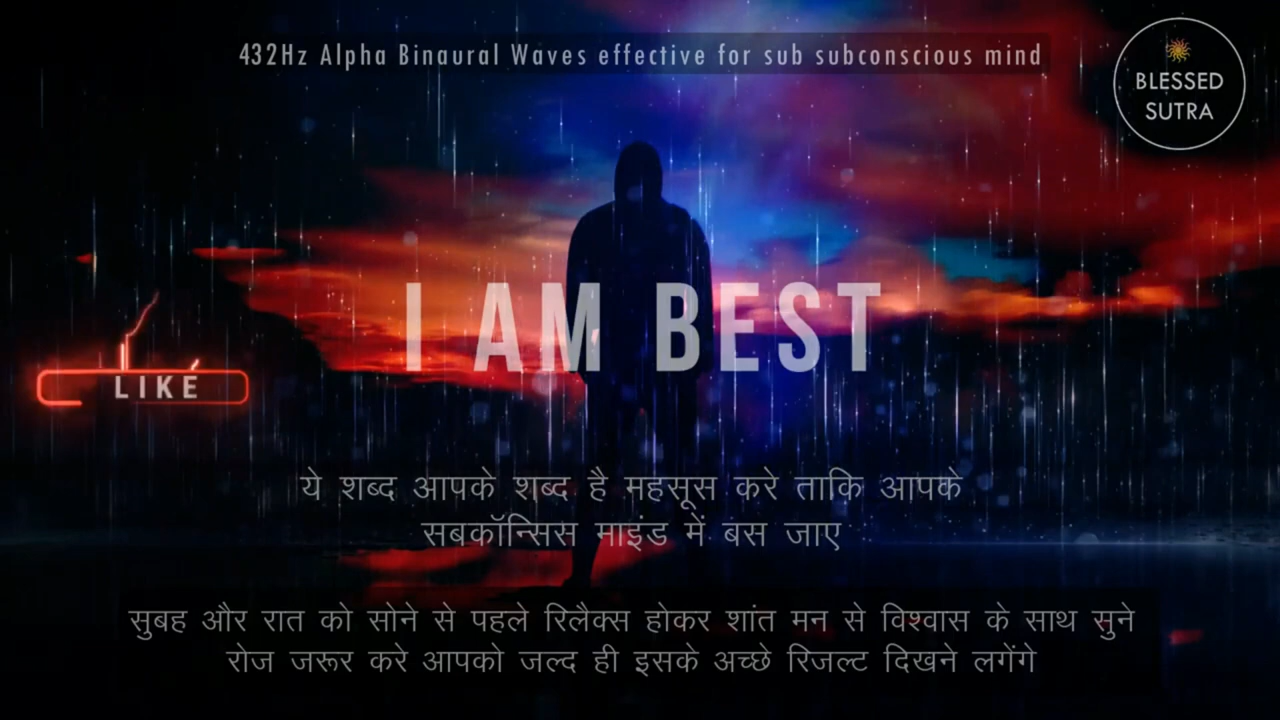 432Hz Alpha Binaural Waves effective for sub subconscious mind
BLESSED
SUTRA
I AM BEST
LIKE
ये शब्द आपके शब्द है महसूस करे ताकि आपके
सबकॉन्सिस माइंड में बस जाए
सुबह और रात को सोने से पहले रिलैक्स होकर शांत मन से विश्वास के साथ सुने
रोज जरूर करे आपको जल्द ही इसके अच्छे रिजल्ट दिखने लगेंगे